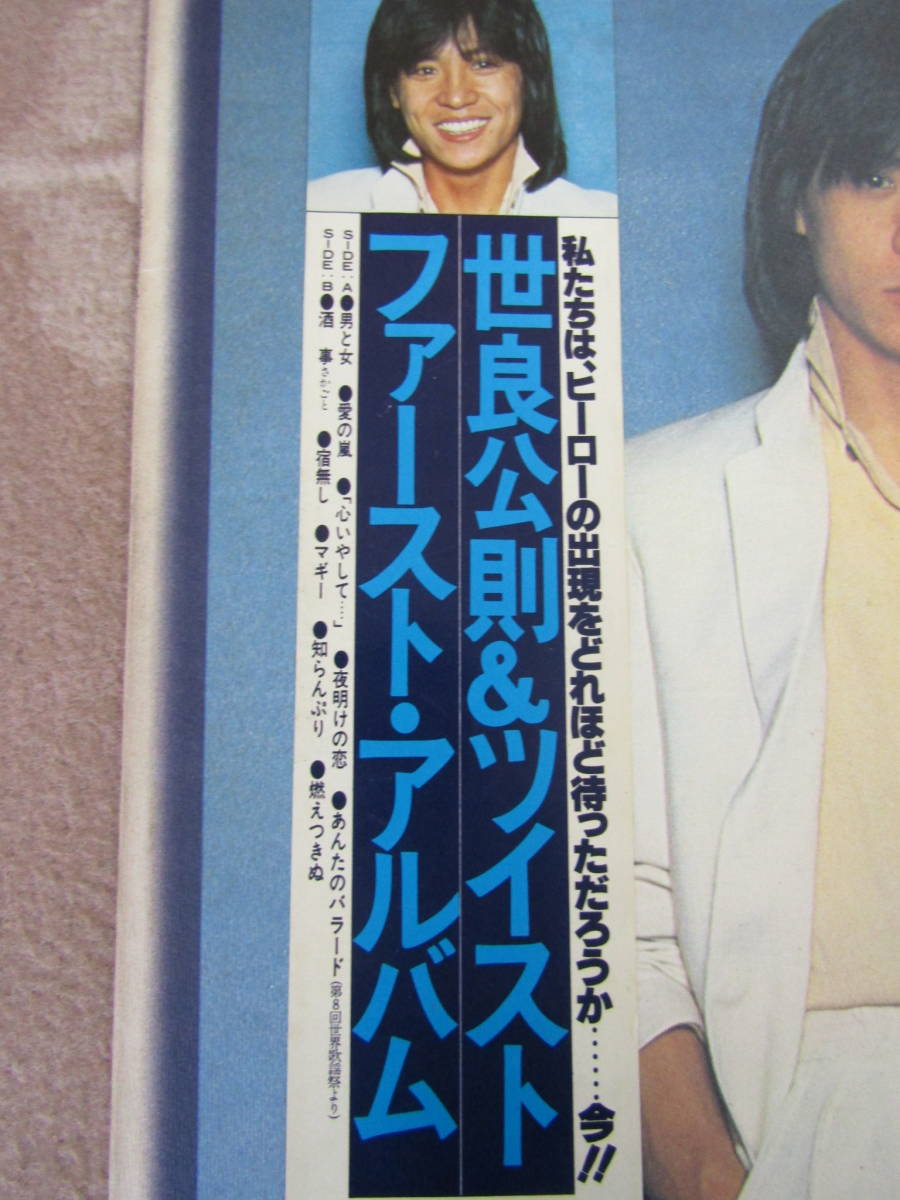 私たちは、ヒーローの出現をどれほど待っただろうか……今!!
世良公則&ツイスト
ファースト・アルバム
SIDE:A●男と女 ●愛の嵐 ●「心いやして…」 ●夜明けの恋 ●あんたのバラード(第8回世界歌謡祭より)
SIDE:B●酒事さかごと ●宿無し ●マギー ●知らんぷり ●燃えつきぬ